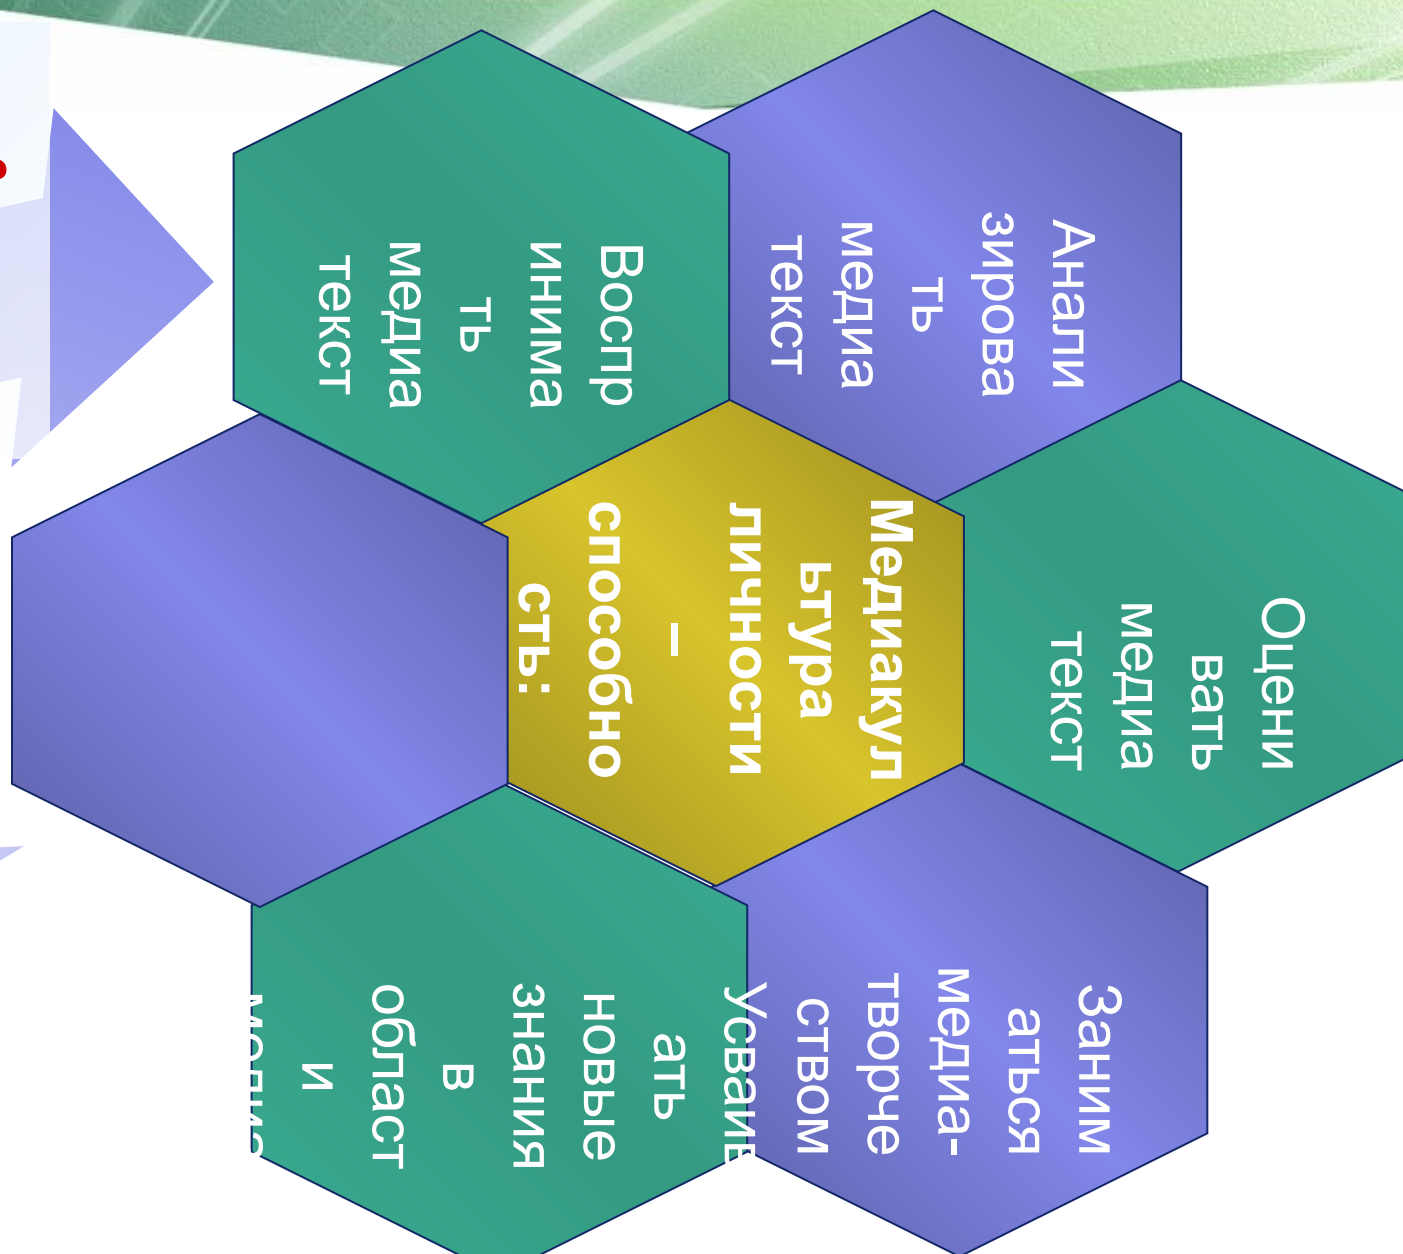 Воспр
инима
ть
медиа
текст
Анали
зирова
ть
медиа
текст
Медиакул
ьтура
личности
–
способно
сть:
Оцени
вать
медиа
текст
Усваив
ать
новые
знания
в
област
и
медиа
Заним
аться
медиа-
творче
ством